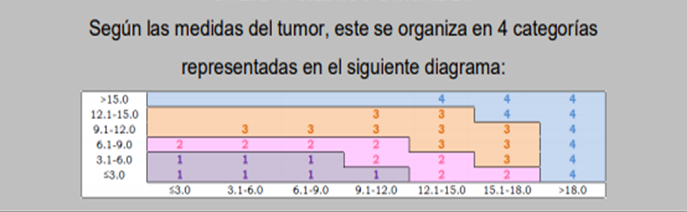 Según las medidas del tumor, este se organiza en 4 categorías
representadas en el siguiente diagrama:
>15.0 4 4 4
12.1-15.0 3 3 4 4
9.1-12.0 3 3 3 3 3 4
6.1-9.0 2 2 2 2 3 3 4
3.1-6.0 1 1 1 2 2 3 4
≤3.0 1 1 1 1 2 2 4
≤3.0 3.1-6.0 6.1-9.0 9.1-12.0 12.1-15.0 15.1-18.0 >18.0